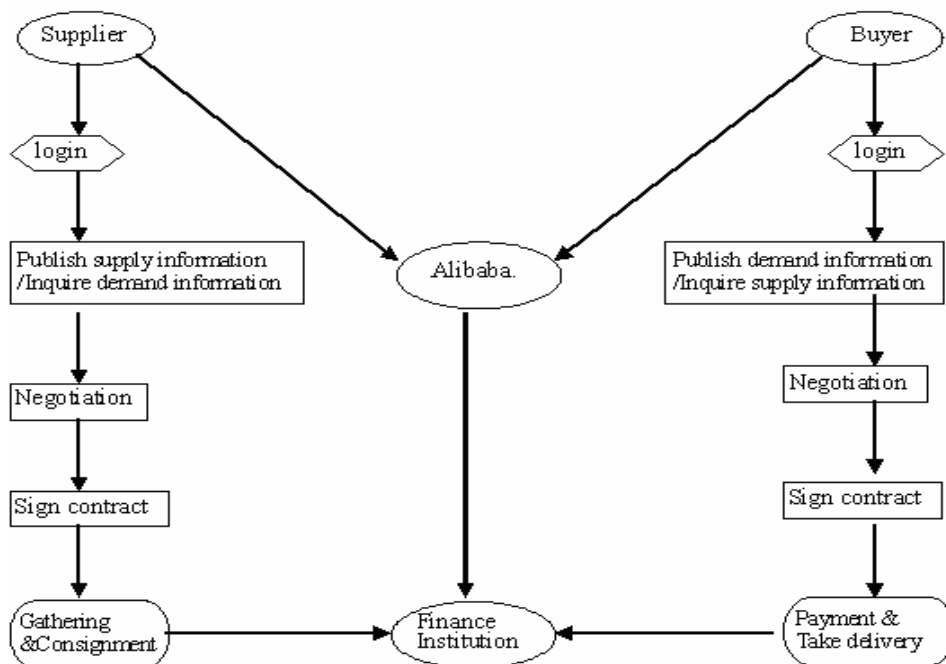 Supplier
Buyer
login
login
Publish supply information
/Inquire demand information
Alibaba.
Publish demand information
/Inquire supply information
Negotiation
Negotiation
Sign contract
Sign contract
Gathering
&Consignment
Finance
Institution
Payment &
Take delivery